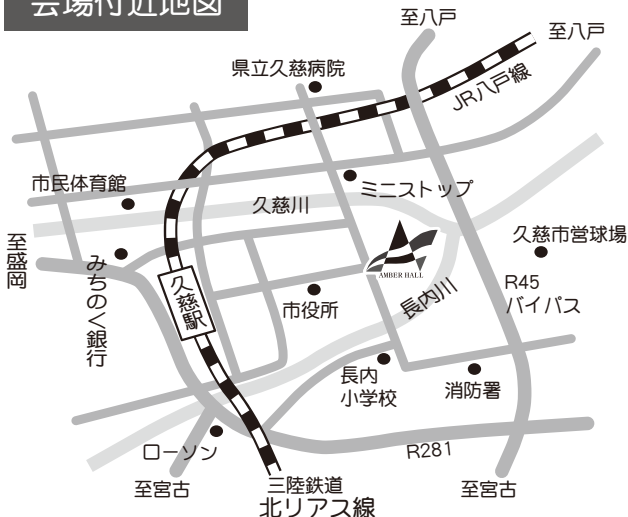 会場付近地図
至八戸
至八戸
県立久慈病院
JR八戸線
市民体育館
ミニストップ
久慈川
至盛岡
久慈市営球場
AMBER HALL
みちのく銀行
久慈駅
市役所
長内川
R45
バイパス
長内
小学校
消防署
ローソン
R281
至宮古
三陸鉄道
北リアス線
至宮古